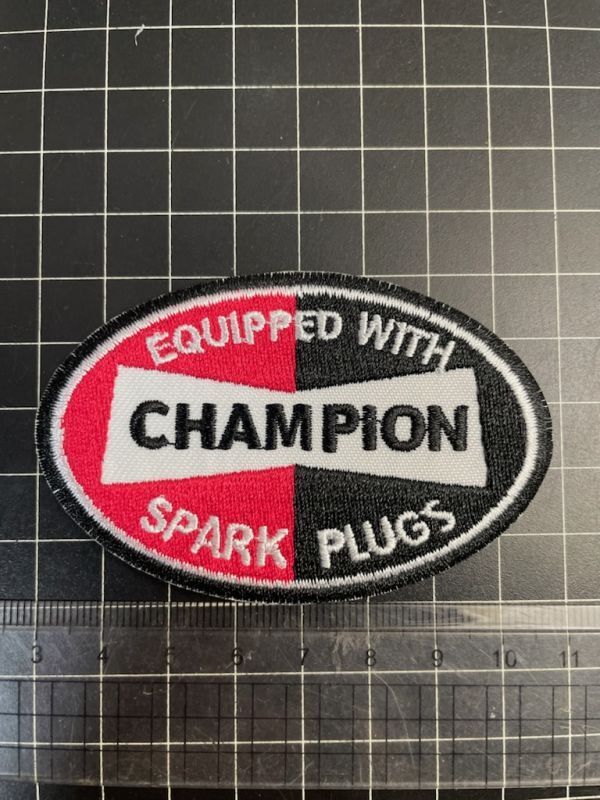 EQUIPPED WITH
CHAMPION
SPARK PLUGS
3 4 5 6 7 8 9 10 11